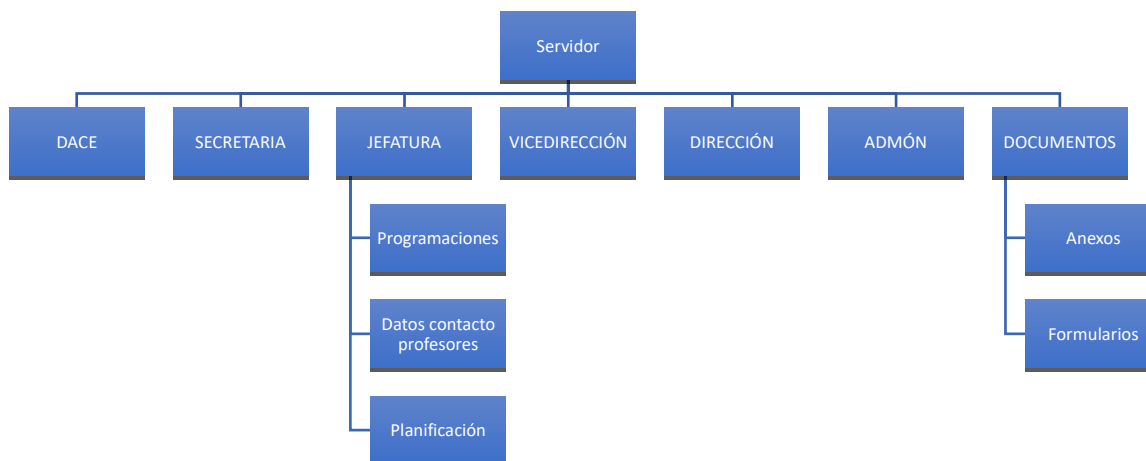 Servidor
DACE
SECRETARIA
JEFATURA
VICEDIRECCIÓN
DIRECCIÓN
ADMÓN
DOCUMENTOS
Programaciones
Datos contacto
profesores
Planificación
Anexos
Formularios